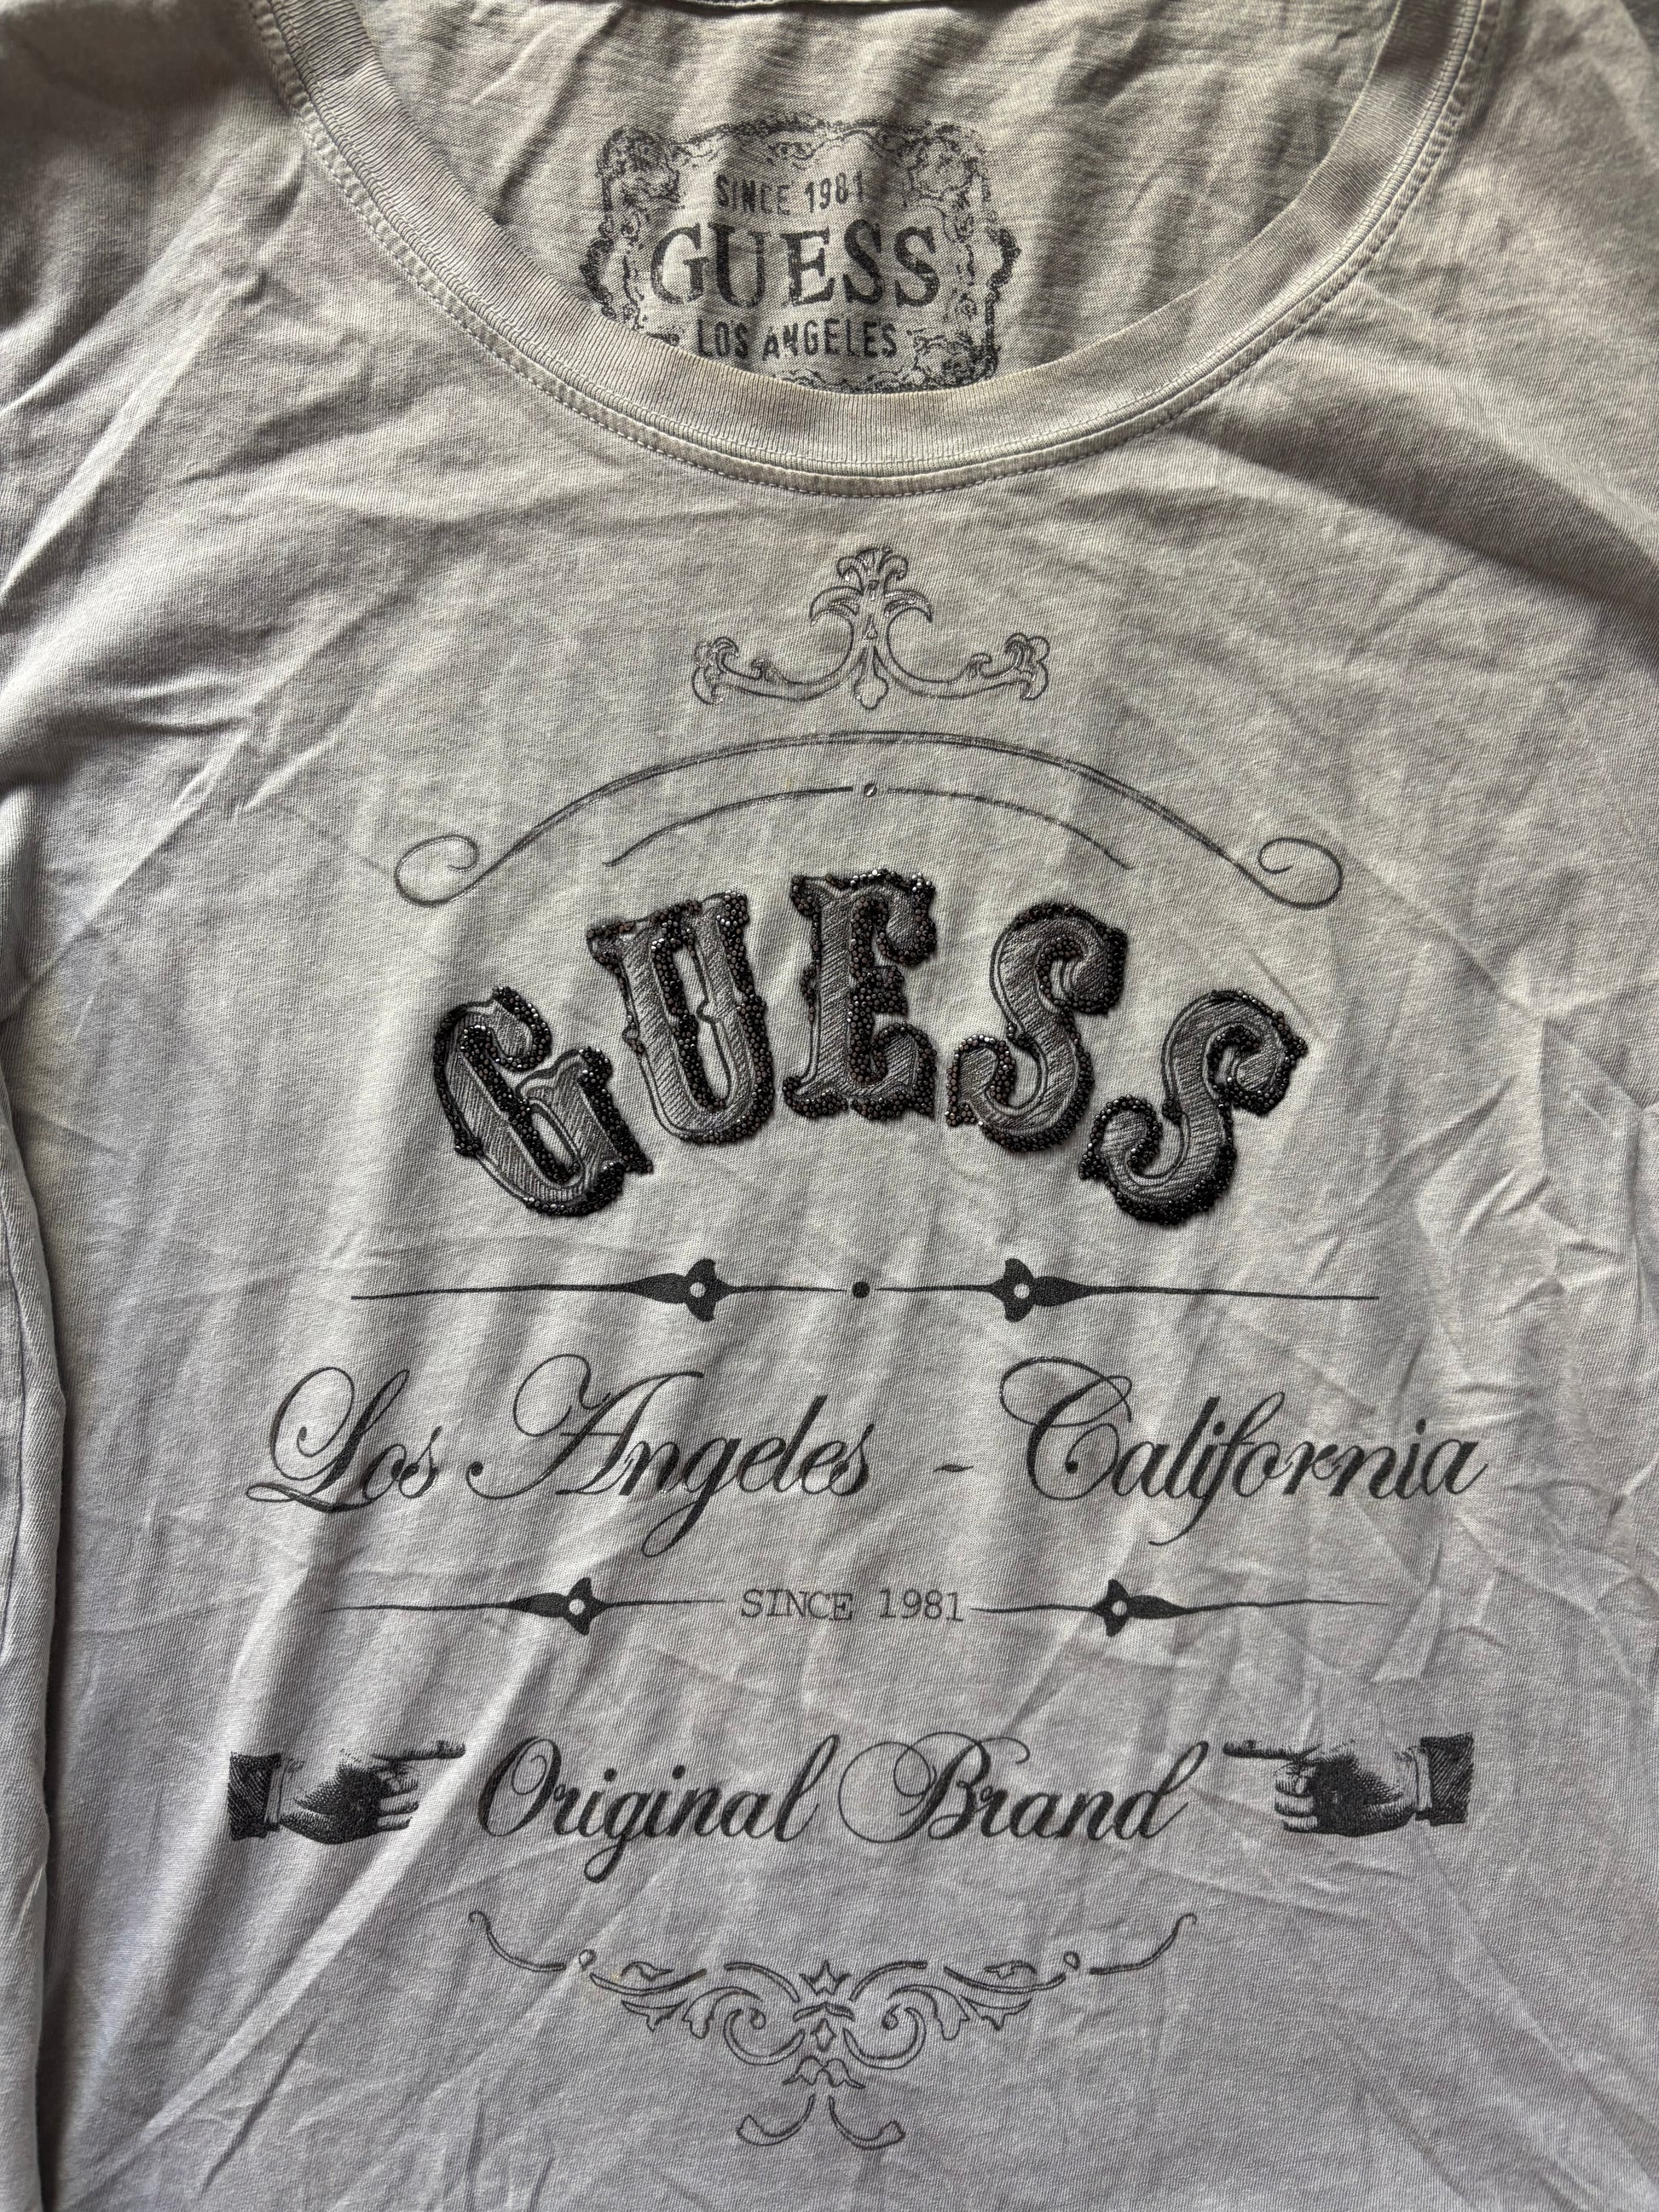 SINCE 1981
GUESS
LOS ANGELES
GUESS
Los Angeles - California
SINCE 1981
Original Brand